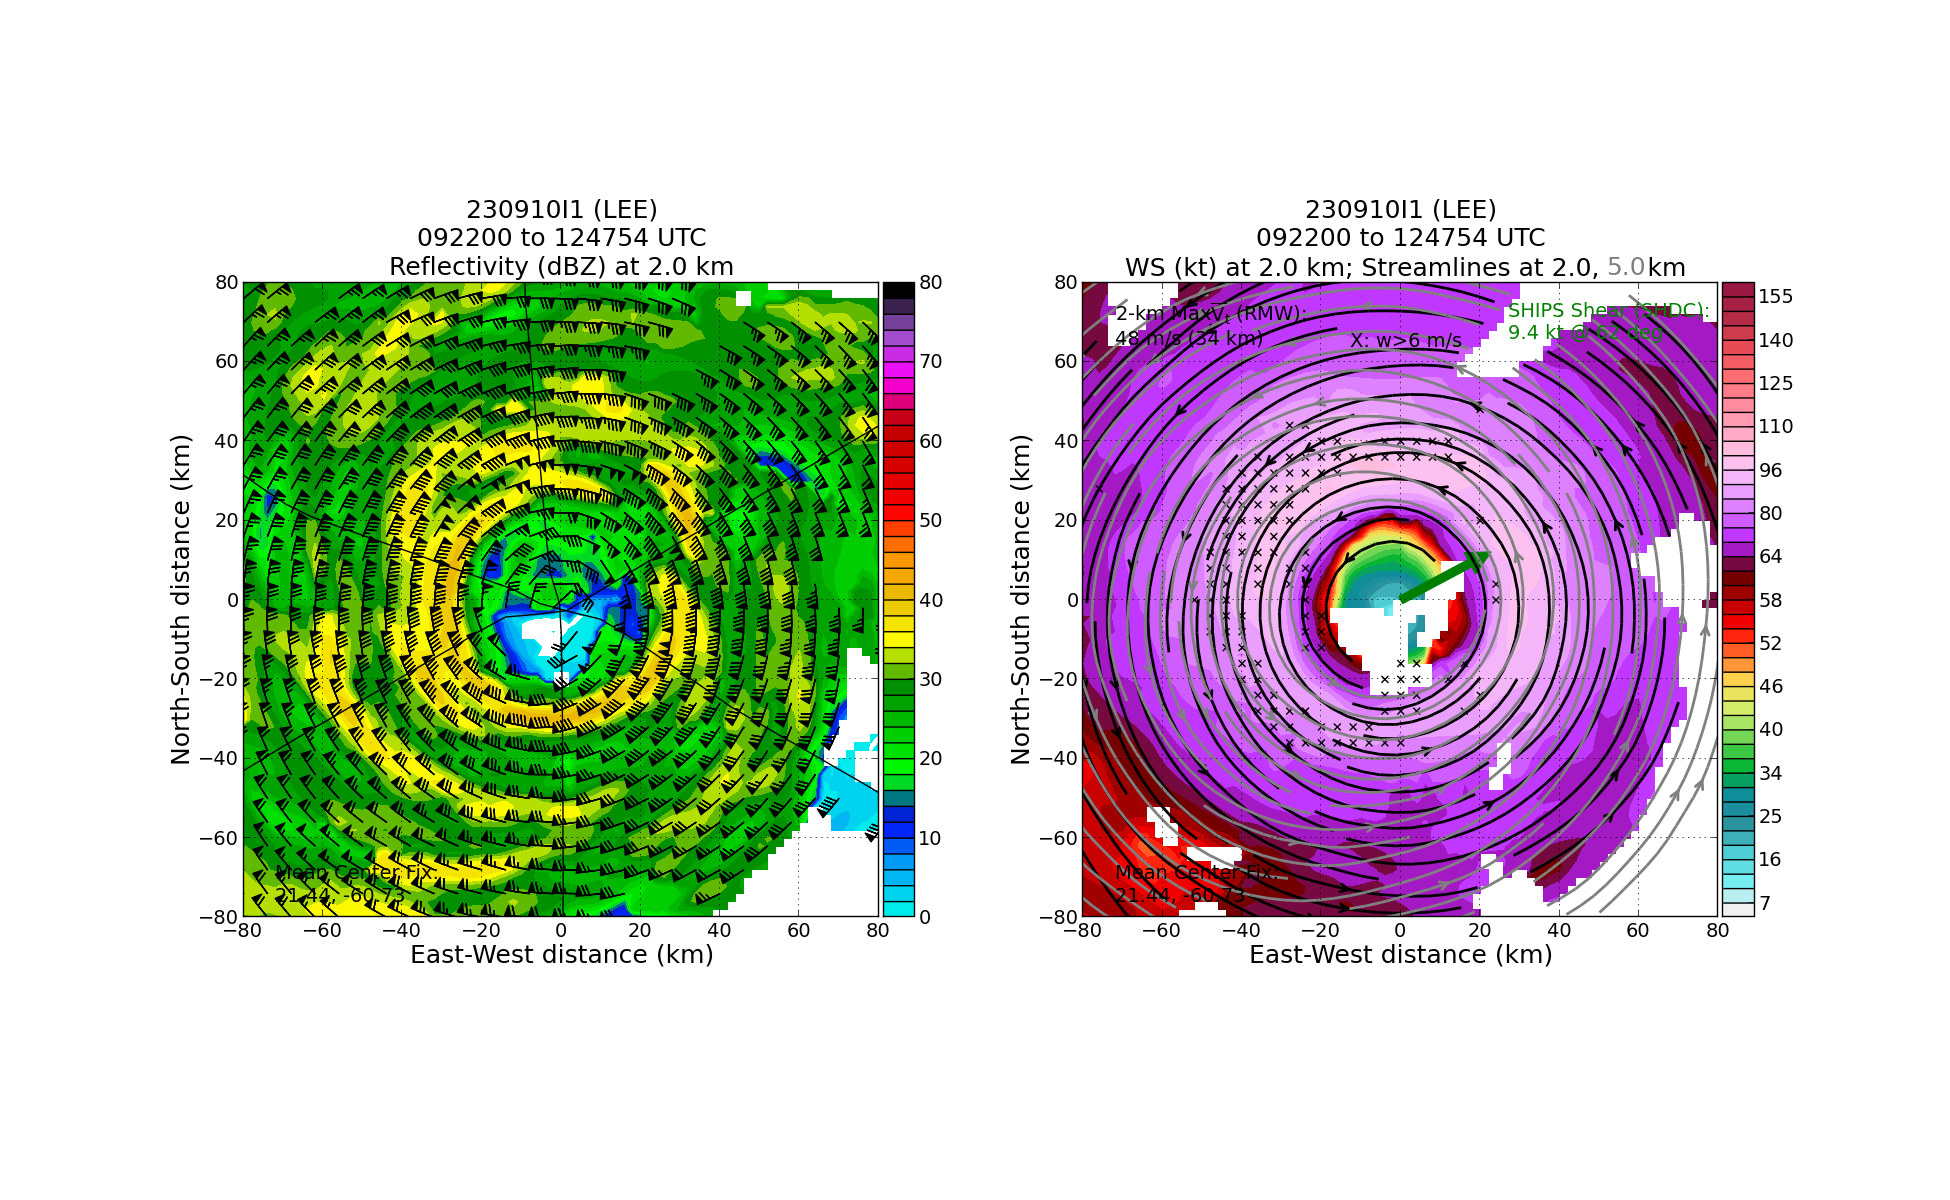 230910I1 (LEE)
092200 to 124754 UTC
Reflectivity (dBZ) at 2.0 km
80
60
40
20
0
−20
−40
−60
−80
North-South distance (km)
−80 −60 −40 −20 0 20 40 60 80
East-West distance (km)
Mean Center Fix:
21.44, -60.73
80
70
60
50
40
30
20
10
0
230910I1 (LEE)
092200 to 124754 UTC
WS (kt) at 2.0 km; Streamlines at 2.0, 5.0 km
80
60
40
20
0
−20
−40
−60
−80
North-South distance (km)
2-km MaxVt (RMW):
48 m/s (34 km)
X: w>6 m/s
SHIPS Shear (SHDC):
9.4 kt @ 62 deg
Mean Center Fix:
21.44, -60.73
−80 −60 −40 −20 0 20 40 60 80
East-West distance (km)
155
140
125
110
96
80
64
58
52
46
40
34
25
16
7